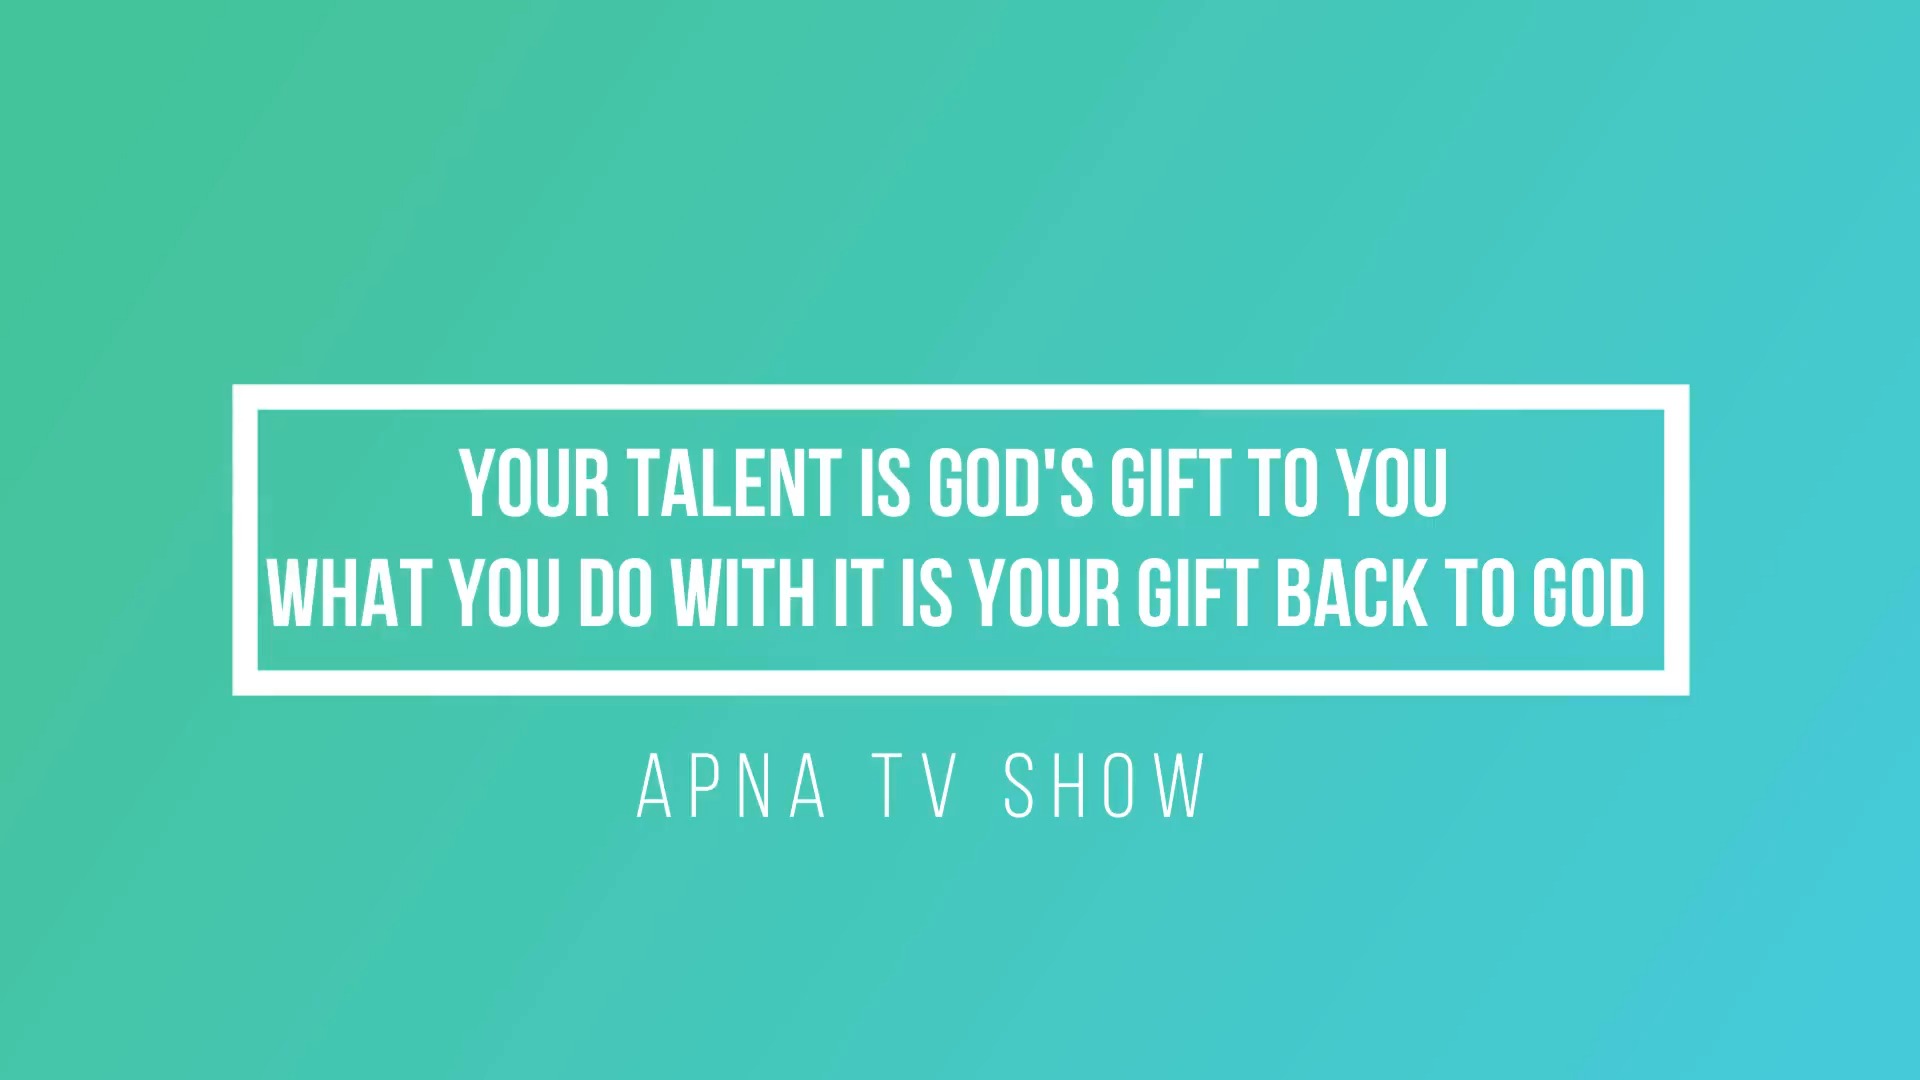 YOUR TALENT IS GOD'S GIFT TO YOU
WHAT YOU DO WITH IT IS YOUR GIFT BACK TO GOD
APNA TV SHOW